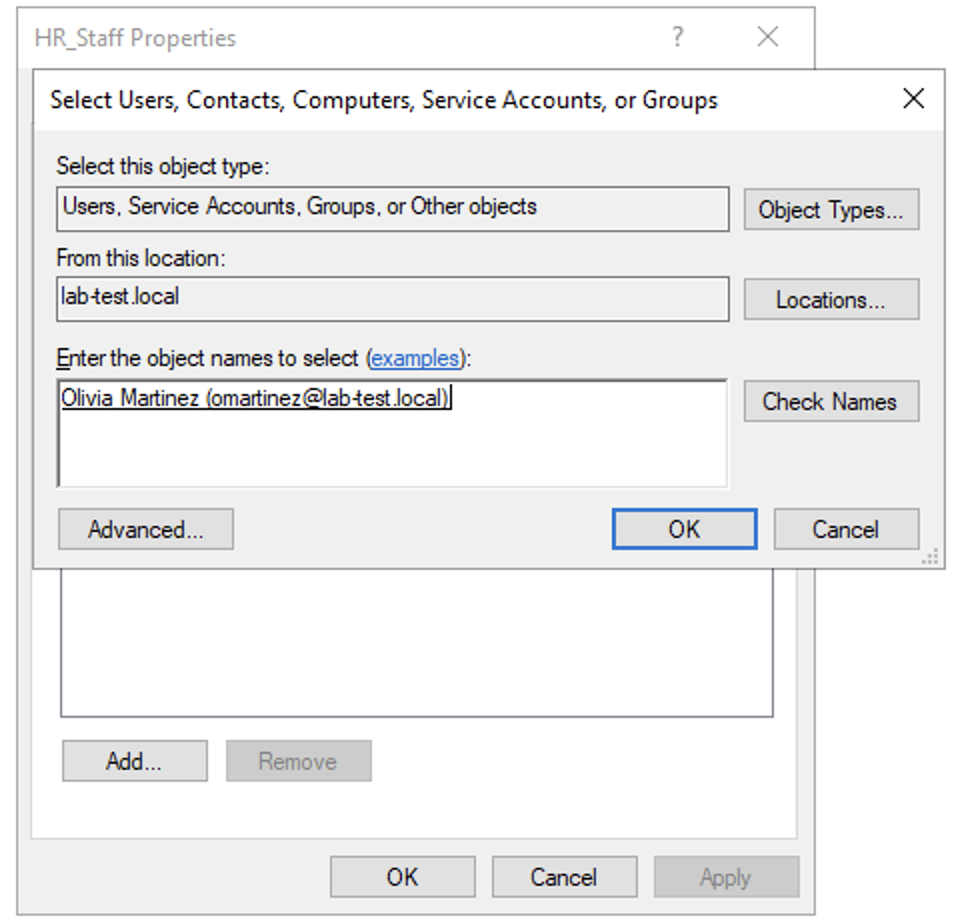 HR_Staff Properties
?
Select Users, Contacts, Computers, Service Accounts, or Groups
Select this object type:
Users, Service Accounts, Groups, or Other objects
Object Types...
From this location:
lab-test.local
Locations...
Enter the object names to select (examples):
Olivia Martinez (omartinez@lab-test.local)
Check Names
Advanced...
OK
Cancel
Add...
Remove
OK
Cancel
Apply